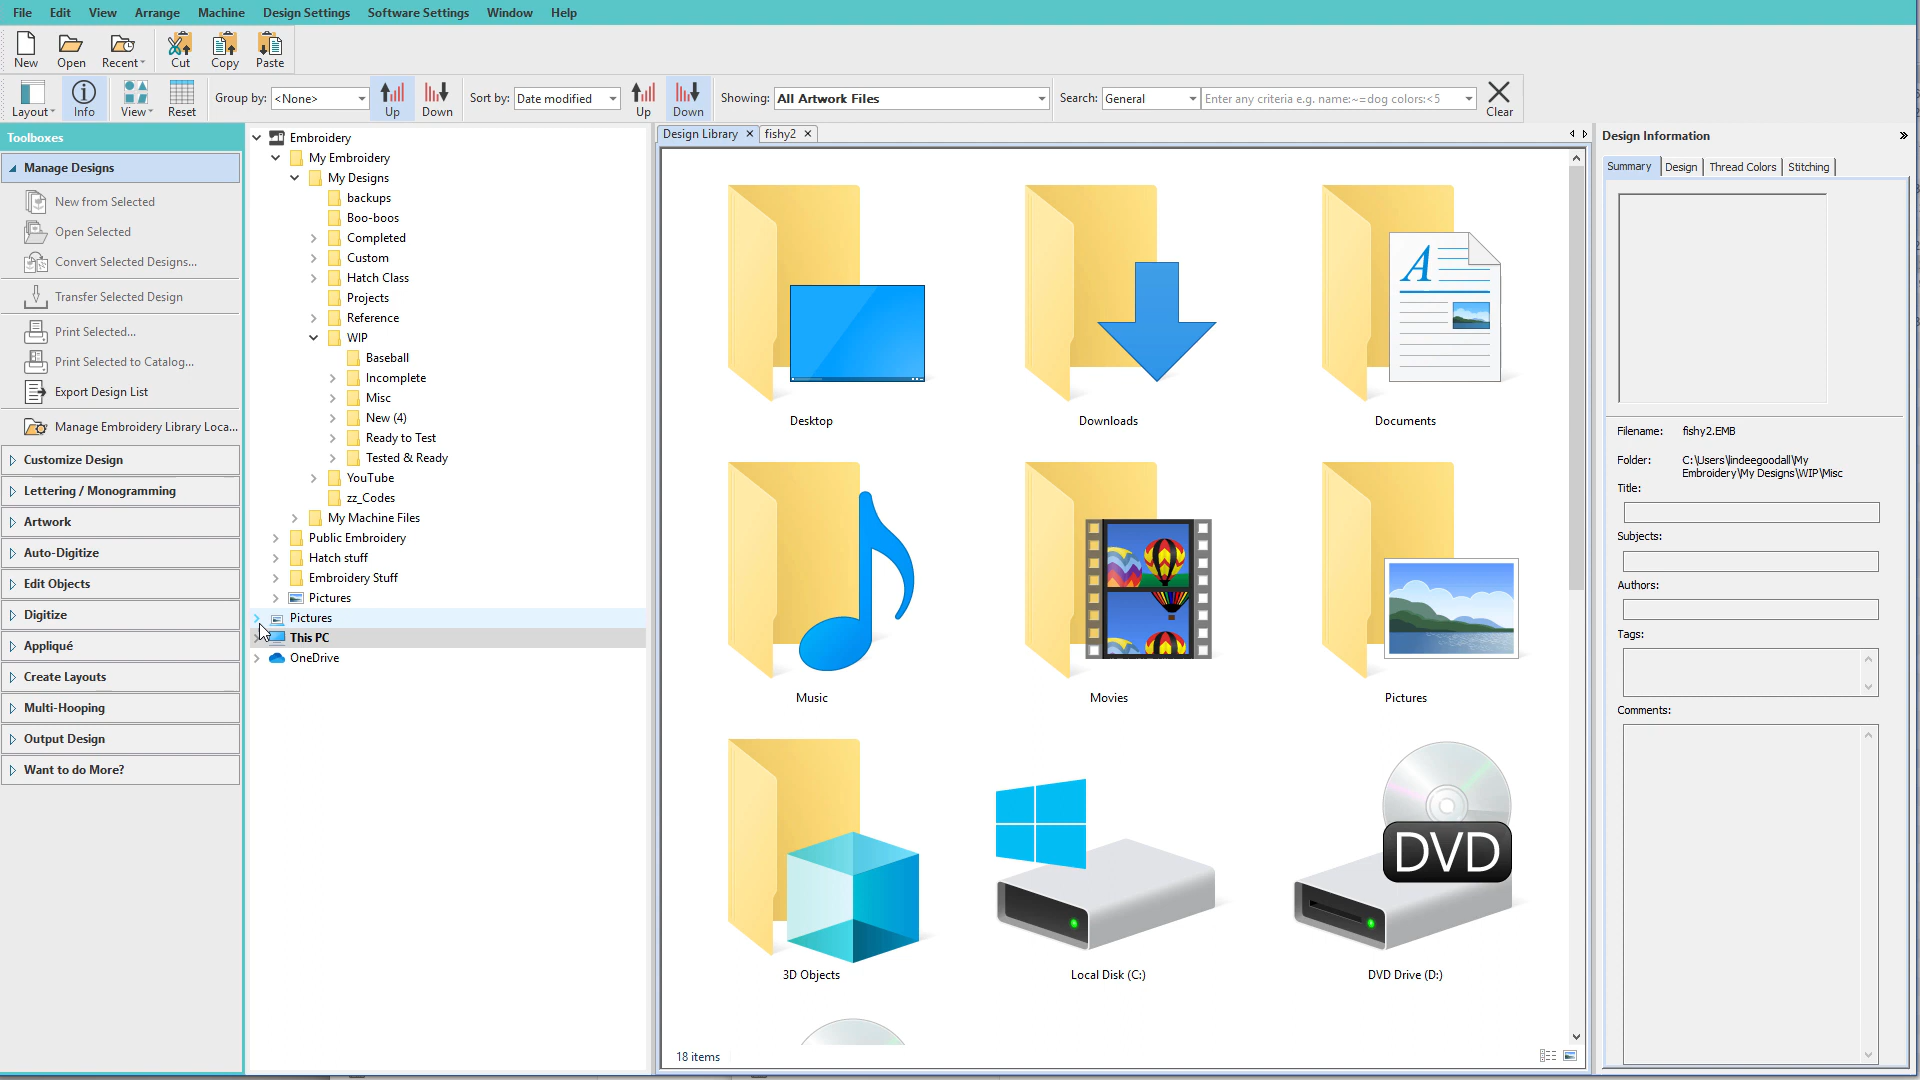 File Edit View Arrange Machine Design Settings Software Settings Window Help
New Open Recent Cut Copy Paste
Layout Info View Reset Group by: <None> Up Down Sort by: Date modified Up Down Showing: All Artwork Files Search: General Enter any criteria e.g. name:~=dog colors:<5 Clear
Toolboxes
Manage Designs
New from Selected
Open Selected
Convert Selected Designs...
Transfer Selected Design
Print Selected...
Print Selected to Catalog...
Export Design List
Manage Embroidery Library Loca...
Customize Design
Lettering / Monogramming
Artwork
Auto-Digitize
Edit Objects
Digitize
Appliqué
Create Layouts
Multi-Hooping
Output Design
Want to do More?
Embroidery
My Embroidery
My Designs
backups
Boo-boos
Completed
Custom
Hatch Class
Projects
Reference
WIP
Baseball
Incomplete
Misc
New (4)
Ready to Test
Tested & Ready
YouTube
zz_Codes
My Machine Files
Public Embroidery
Hatch stuff
Embroidery Stuff
Pictures
Pictures
This PC
OneDrive
Design Library fishy2
Desktop Downloads Documents
Music Movies Pictures
DVD
3D Objects Local Disk (C:) DVD Drive (D:)
18 items
Design Information
Summary Design Thread Colors Stitching
Filename: fishy2.EMB
Folder: C:\Users\lindeegoodall\My
Embroidery\My Designs\WIP\Misc
Title:
Subjects:
Authors:
Tags:
Comments: